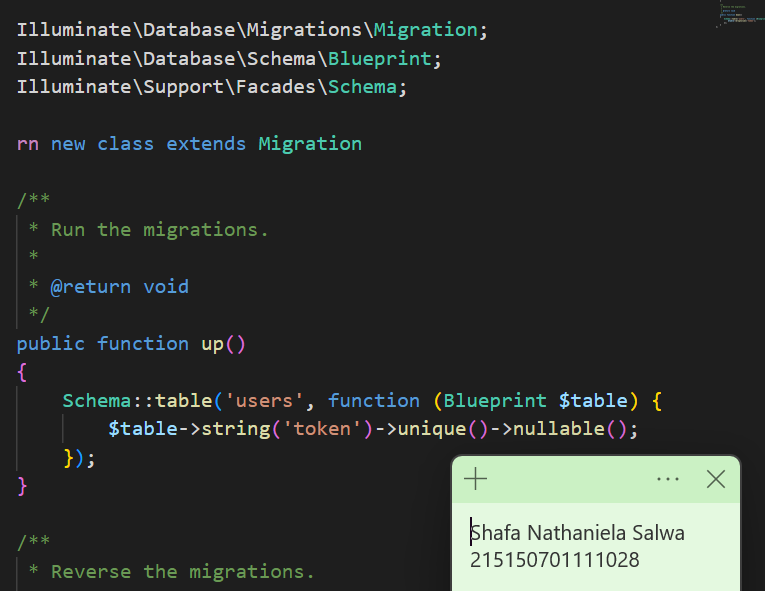 Illuminate\Database\Migrations\Migration;
Illuminate\Database\Schema\Blueprint;
Illuminate\Support\Facades\Schema;
rn new class extends Migration
/**
 * Run the migrations.
 *
 * @return void
 */
public function up()
{
    Schema::table('users', function (Blueprint $table) {
        $table->string('token')->unique()->nullable();
    });
}
/**
 * Reverse the migrations.
Shafa Nathaniela Salwa
215150701111028